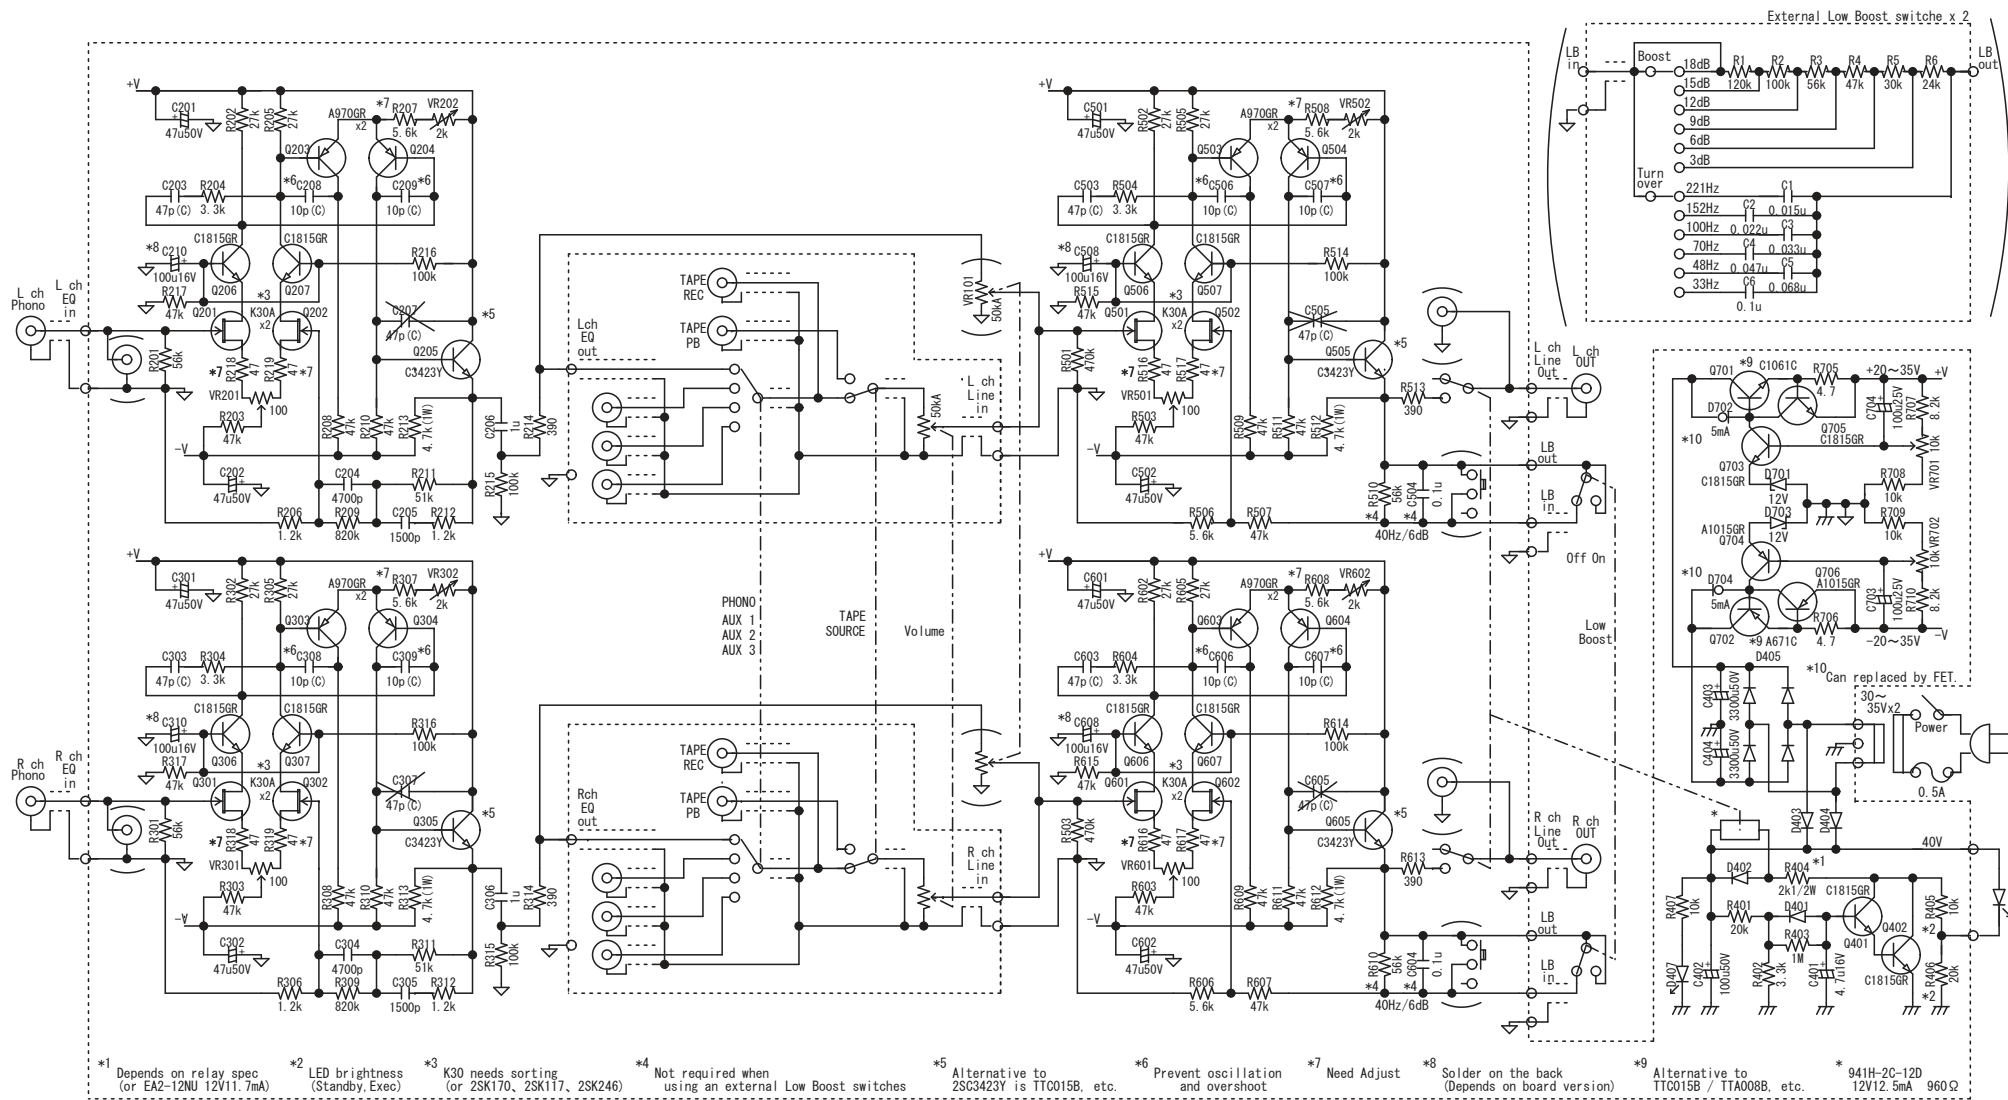 External Low Boost switche x 2
LB in
Boost
18dB
15dB
12dB
9dB
6dB
3dB
R1 120k
R2 100k
R3 56k
R4 47k
R5 30k
R6 24k
LB out
Turn over
221Hz
152Hz
100Hz
70Hz
48Hz
33Hz
C1 0.015u
C2 0.022u
C3 0.033u
C4 0.047u
C5 0.068u
C6 0.1u
+V
C201 47u50V
R202 27k
R205 27k
A970GR x2
*7 R207 5.6k
VR202 2k
Q203
Q204
C203 47p(C)
R204 3.3k
*6 C208 10p(C)
C209 *6 10p(C)
*8 C210 100u16V
C1815GR
C1815GR
Q206
Q207
R216 100k
R217 47k
*3
Q201
K30A x2
Q202
C207 47p(C)
*5
Q205
C3423Y
L ch Phono
L ch EQ in
R201 56k
*7
R218 47
R219 47
*7
VR201 100
R203 47k
-V
C202 47u50V
R208 47k
R210 47k
R213 4.7k(1W)
C206 1u
R214 390
R215 100k
C204 4700p
R211 51k
R206 1.2k
R209 820k
C205 1500p
R212 1.2k
Lch EQ out
TAPE REC
TAPE PB
VR101 50kA
50kA
L ch Line in
+V
C501 47u50V
R502 27k
R505 27k
A970GR x2
*7 R508 5.6k
VR502 2k
Q503
Q504
C503 47p(C)
R504 3.3k
*6 C506 10p(C)
C507 *6 10p(C)
*8 C508 100u16V
C1815GR
C1815GR
Q506
Q507
R514 100k
R515 47k
*3
Q501
K30A x2
Q502
C505 47p(C)
*5
Q505
C3423Y
R501 470k
*7
R516 47
R517 47
*7
VR501 100
R503 47k
-V
C502 47u50V
R509 47k
R511 47k
R512 4.7k(1W)
R513 390
R510 56k
C504 0.1u
R506 5.6k
R507 47k
*4
*4
40Hz/6dB
L ch Line Out
L ch OUT
LB out
LB in
Off On
Low Boost
*9
Q701
C1061C
R705 4.7
+20～35V
+V
D702 5mA
*10
Q705
C1815GR
C704 100u25V
R707 8.2k
10k VR701
Q703
C1815GR
D701 12V
R708 10k
D703 12V
R709 10k
A1015GR
Q704
10k VR702
*10
D704 5mA
Q706
A1015GR
C703 100u25V
R710 8.2k
Q702
*9 A671C
R706 4.7
-20～35V
-V
D405
*10 Can replaced by FET.
C403 3300u50V
C404 3300u50V
30～35Vx2
Power
0.5A
D403
D404
*
40V
D402
R404 *1 2k1/2W
R407 10k
R401 20k
D401
C1815GR
R405 10k
R403 1M
Q401
Q402
C1815GR
*2
*2
D407
C402 100u50V
R402 3.3k
C401 4.7u16V
R406 20k
+V
C301 47u50V
R302 27k
R305 27k
A970GR x2
*7 R307 5.6k
VR302 2k
Q303
Q304
C303 47p(C)
R304 3.3k
*6 C308 10p(C)
C309 *6 10p(C)
*8 C310 100u16V
C1815GR
C1815GR
Q306
Q307
R316 100k
R317 47k
*3
Q301
K30A x2
Q302
C307 47p(C)
*5
Q305
C3423Y
R ch Phono
R ch EQ in
R301 56k
*7
R318 47
R319 47
*7
VR301 100
R303 47k
-V
C302 47u50V
R308 47k
R310 47k
R313 4.7k(1W)
C306 1u
R314 390
R315 100k
C304 4700p
R311 51k
R306 1.2k
R309 820k
C305 1500p
R312 1.2k
PHONO
AUX 1
AUX 2
AUX 3
TAPE
SOURCE
Volume
Rch EQ out
TAPE REC
TAPE PB
R ch Line in
+V
C601 47u50V
R602 27k
R605 27k
A970GR x2
*7 R608 5.6k
VR602 2k
Q603
Q604
C603 47p(C)
R604 3.3k
*6 C606 10p(C)
C607 *6 10p(C)
*8 C608 100u16V
C1815GR
C1815GR
Q606
Q607
R614 100k
R615 47k
*3
Q601
K30A x2
Q602
C605 47p(C)
*5
Q605
C3423Y
R503 470k
*7
R616 47
R617 47
*7
VR601 100
R603 47k
-V
C602 47u50V
R609 47k
R611 47k
R612 4.7k(1W)
R613 390
R610 56k
C604 0.1u
R606 5.6k
R607 47k
*4
*4
40Hz/6dB
R ch Line Out
R ch OUT
LB out
LB in
*1 Depends on relay spec
(or EA2-12NU 12V11.7mA)
*2 LED brightness
(Standby,Exec)
*3 K30 needs sorting
(or 2SK170、2SK117、2SK246)
*4 Not required when
using an external Low Boost switches
*5 Alternative to
2SC3423Y is TTC015B, etc.
*6 Prevent oscillation
and overshoot
*7 Need Adjust
*8 Solder on the back
(Depends on board version)
*9 Alternative to
TTC015B / TTA008B, etc.
* 941H-2C-12D
12V12.5mA 960Ω